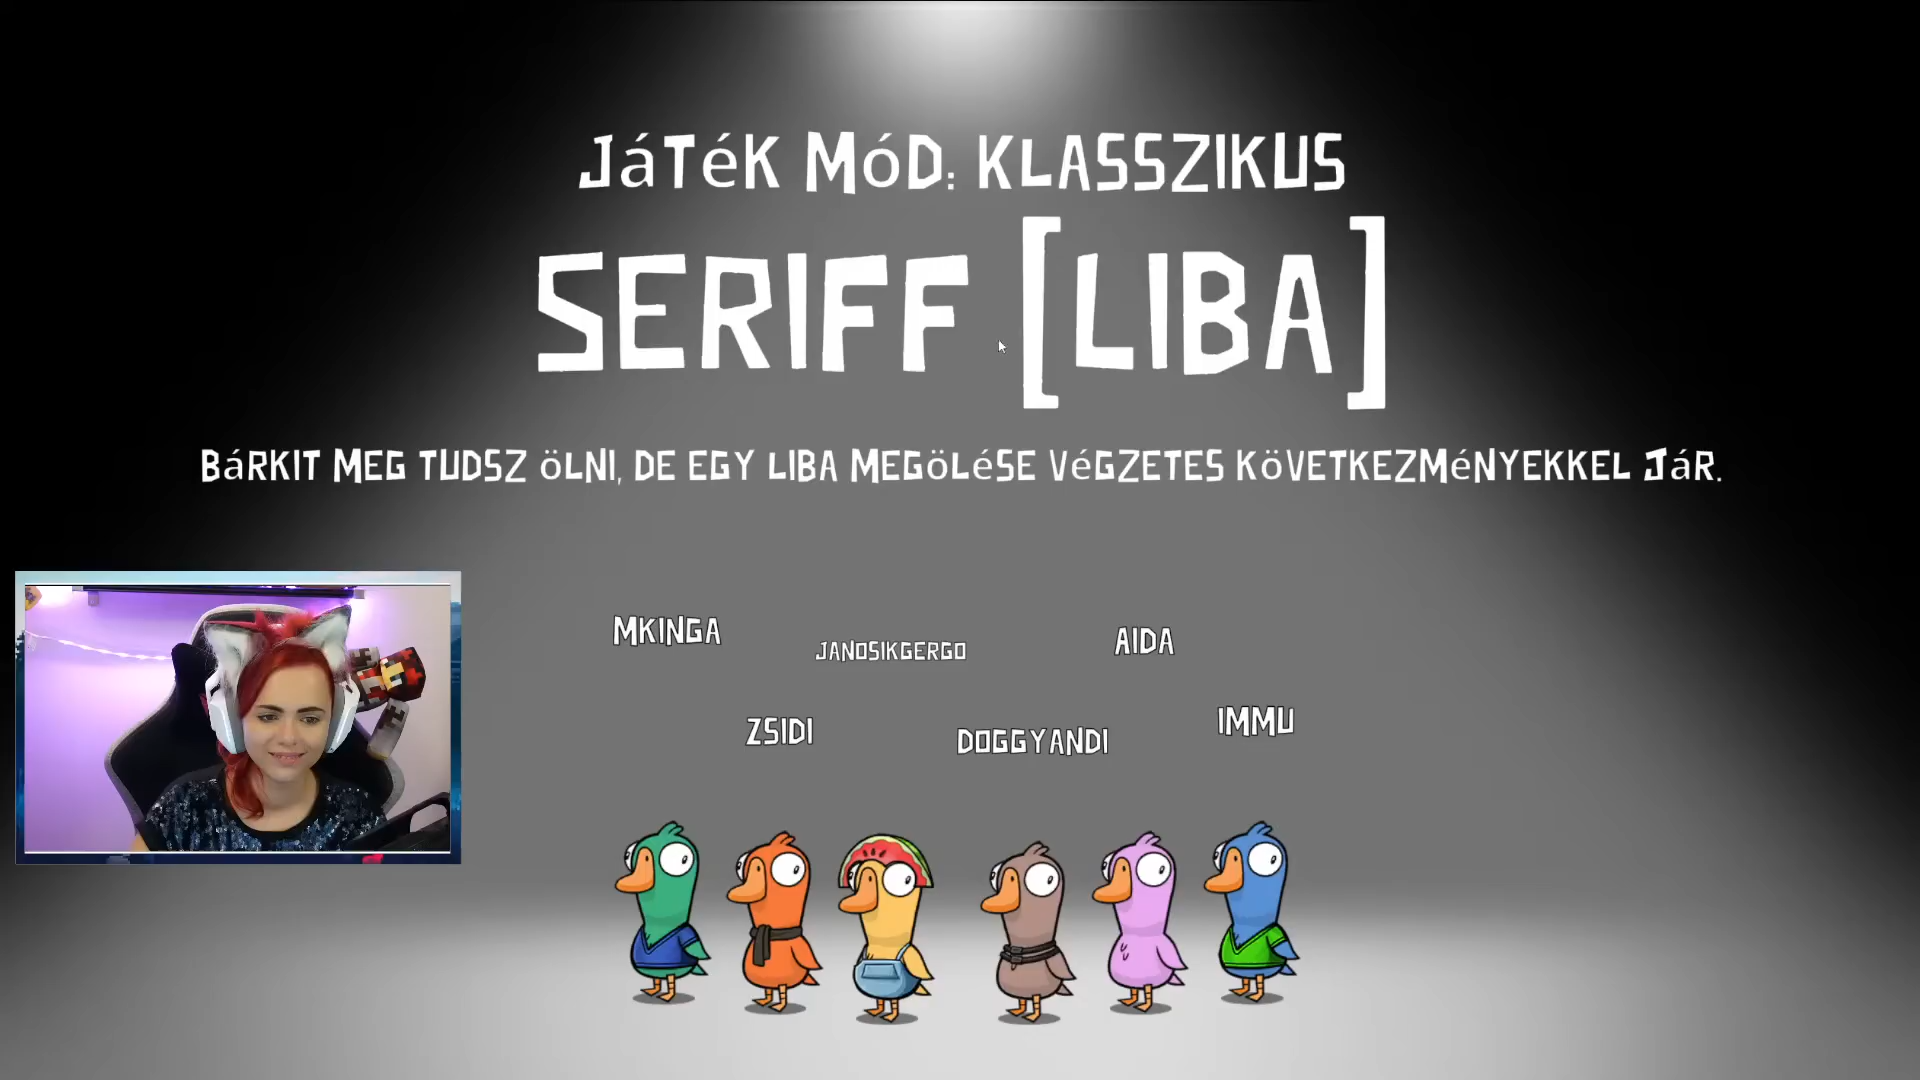 JáTéK MóD: KLASSZIKUS
SERIFF [LIBA]
BáRKIT MEG TUDSZ öLNI, DE EGY LIBA MEGöLéSE VéGZETES KöVETKEZMéNYEKKEL JáR.
MKINGA
JANOSIKGERGO
AIDA
ZSIDI
DOGGYANDI
IMMU